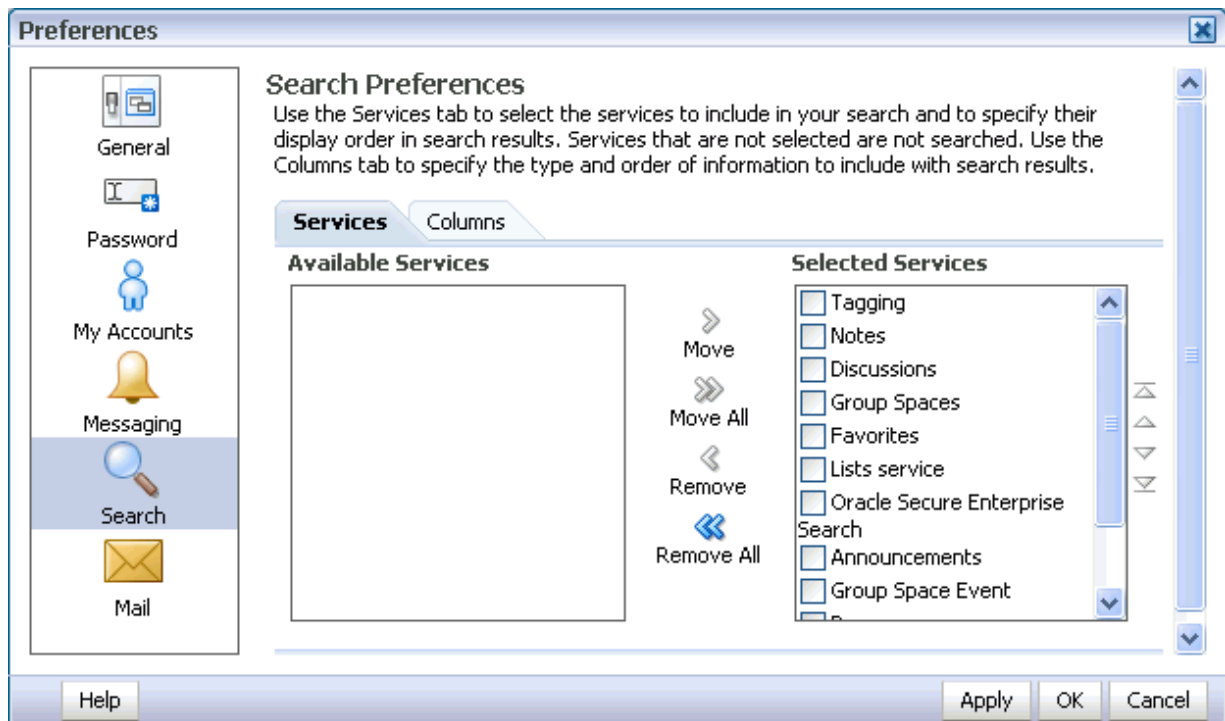 Preferences
General
Password
My Accounts
Messaging
Search
Mail
Search Preferences
Use the Services tab to select the services to include in your search and to specify their
display order in search results. Services that are not selected are not searched. Use the
Columns tab to specify the type and order of information to include with search results.
Services
Columns
Available Services
Move
Move All
Remove
Remove All
Selected Services
Tagging
Notes
Discussions
Group Spaces
Favorites
Lists service
Oracle Secure Enterprise
Search
Announcements
Group Space Event
Help
Apply
OK
Cancel